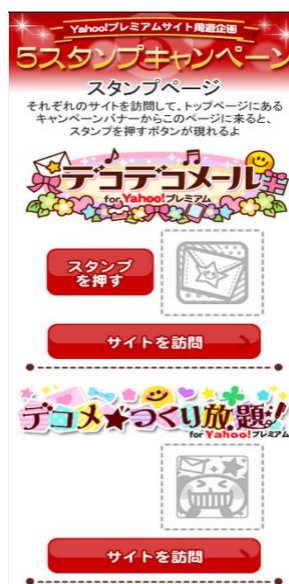 Yahoo!プレミアムサイト周遊企画
5スタンプキャンペーン
スタンプページ
それぞれのサイトを訪問して、トップページにある
キャンペーンバナーからこのページに来ると、
スタンプを押すボタンが現れるよ
デコデコメール
for Yahoo!プレミアム
スタンプ
を押す
サイトを訪問
デコメ★つくり放題!
for Yahoo!プレミアム
サイトを訪問